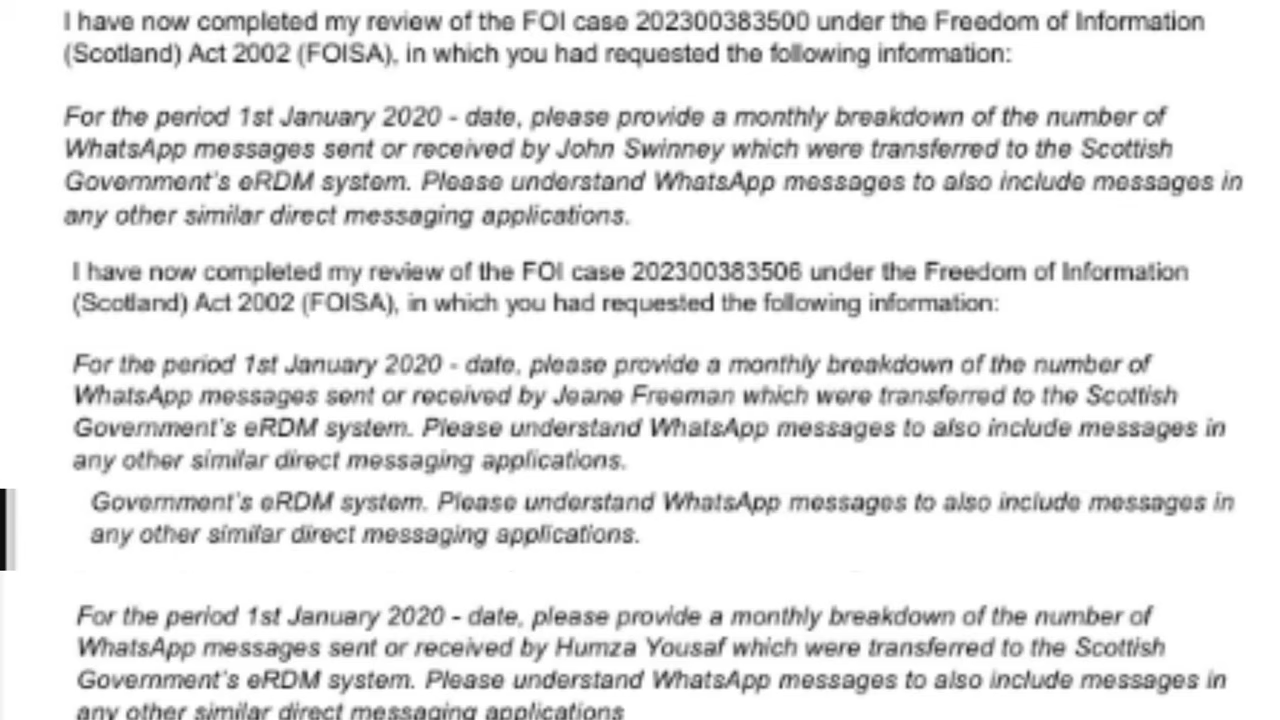 I have now completed my review of the FOI case 202300383500 under the Freedom of Information
(Scotland) Act 2002 (FOISA), in which you had requested the following information:
For the period 1st January 2020 - date, please provide a monthly breakdown of the number of
WhatsApp messages sent or received by John Swinney which were transferred to the Scottish
Government's eRDM system. Please understand WhatsApp messages to also include messages in
any other similar direct messaging applications.
I have now completed my review of the FOI case 202300383506 under the Freedom of Information
(Scotland) Act 2002 (FOISA), in which you had requested the following information:
For the period 1st January 2020 - date, please provide a monthly breakdown of the number of
WhatsApp messages sent or received by Jeane Freeman which were transferred to the Scottish
Government's eRDM system. Please understand WhatsApp messages to also include messages in
any other similar direct messaging applications.
Government's eRDM system. Please understand WhatsApp messages to also include messages in
any other similar direct messaging applications.
For the period 1st January 2020 - date, please provide a monthly breakdown of the number of
WhatsApp messages sent or received by Humza Yousaf which were transferred to the Scottish
Government's eRDM system. Please understand WhatsApp messages to also include messages in
any other similar direct messaging applications